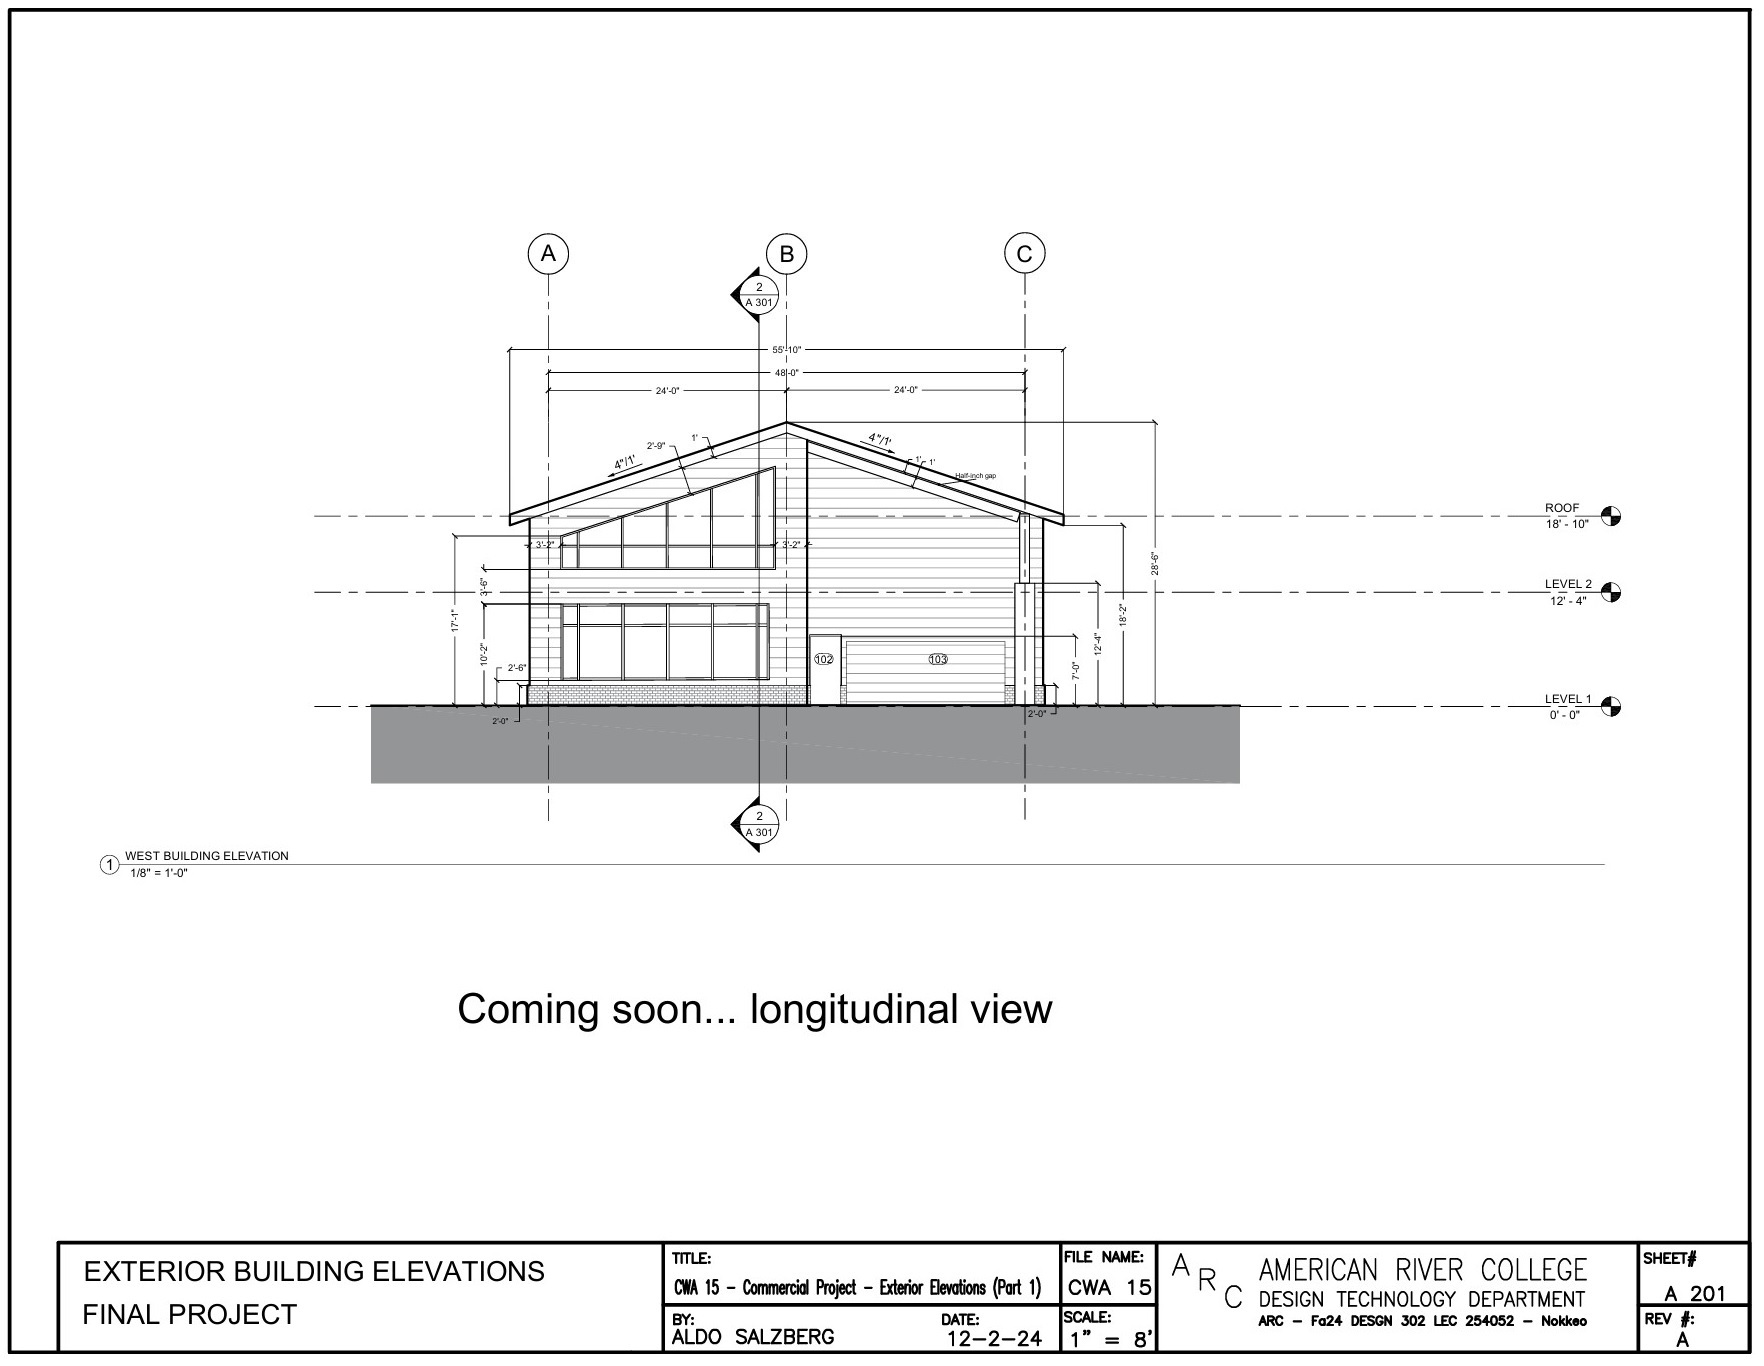 A
B
C
2
A 301
55'-10"
48'-0"
24'-0"
24'-0"
4"/1'
2'-9"
1'
4"/1'
1'
1'
Half-inch gap
ROOF
18' - 10"
3'-2"
3'-2"
28'-6"
LEVEL 2
12' - 4"
3'-6"
17'-1"
18'-2"
10'-2"
12'-4"
2'-6"
102
103
7'-0"
LEVEL 1
0' - 0"
2'-0"
2'-0"
2
A 301
1
WEST BUILDING ELEVATION
1/8" = 1'-0"
Coming soon... longitudinal view
EXTERIOR BUILDING ELEVATIONS
FINAL PROJECT
TITLE:
CWA 15 - Commercial Project - Exterior Elevations (Part 1)
BY:
ALDO SALZBERG
DATE:
12-2-24
FILE NAME:
CWA 15
SCALE:
1" = 8'
ARC
AMERICAN RIVER COLLEGE
DESIGN TECHNOLOGY DEPARTMENT
ARC - Fa24 DESGN 302 LEC 254052 - Nokkeo
SHEET#
A 201
REV #:
A